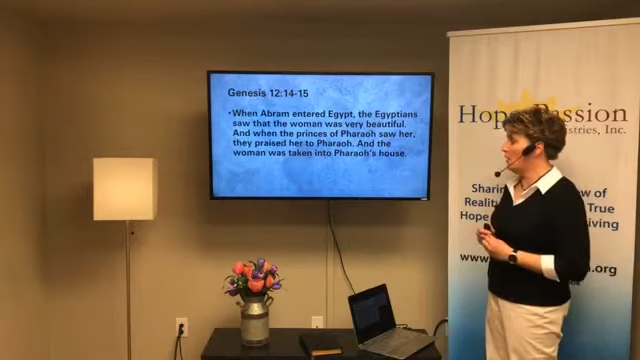 Genesis 12:14-15
•When Abram entered Egypt, the Egyptians
saw that the woman was very beautiful.
And when the princes of Pharaoh saw her,
they praised her to Pharaoh. And the
woman was taken into Pharaoh's house.
Passion
istries, Inc.
Sharin
ew of
Reality
True
Hope
iving
www.
.org